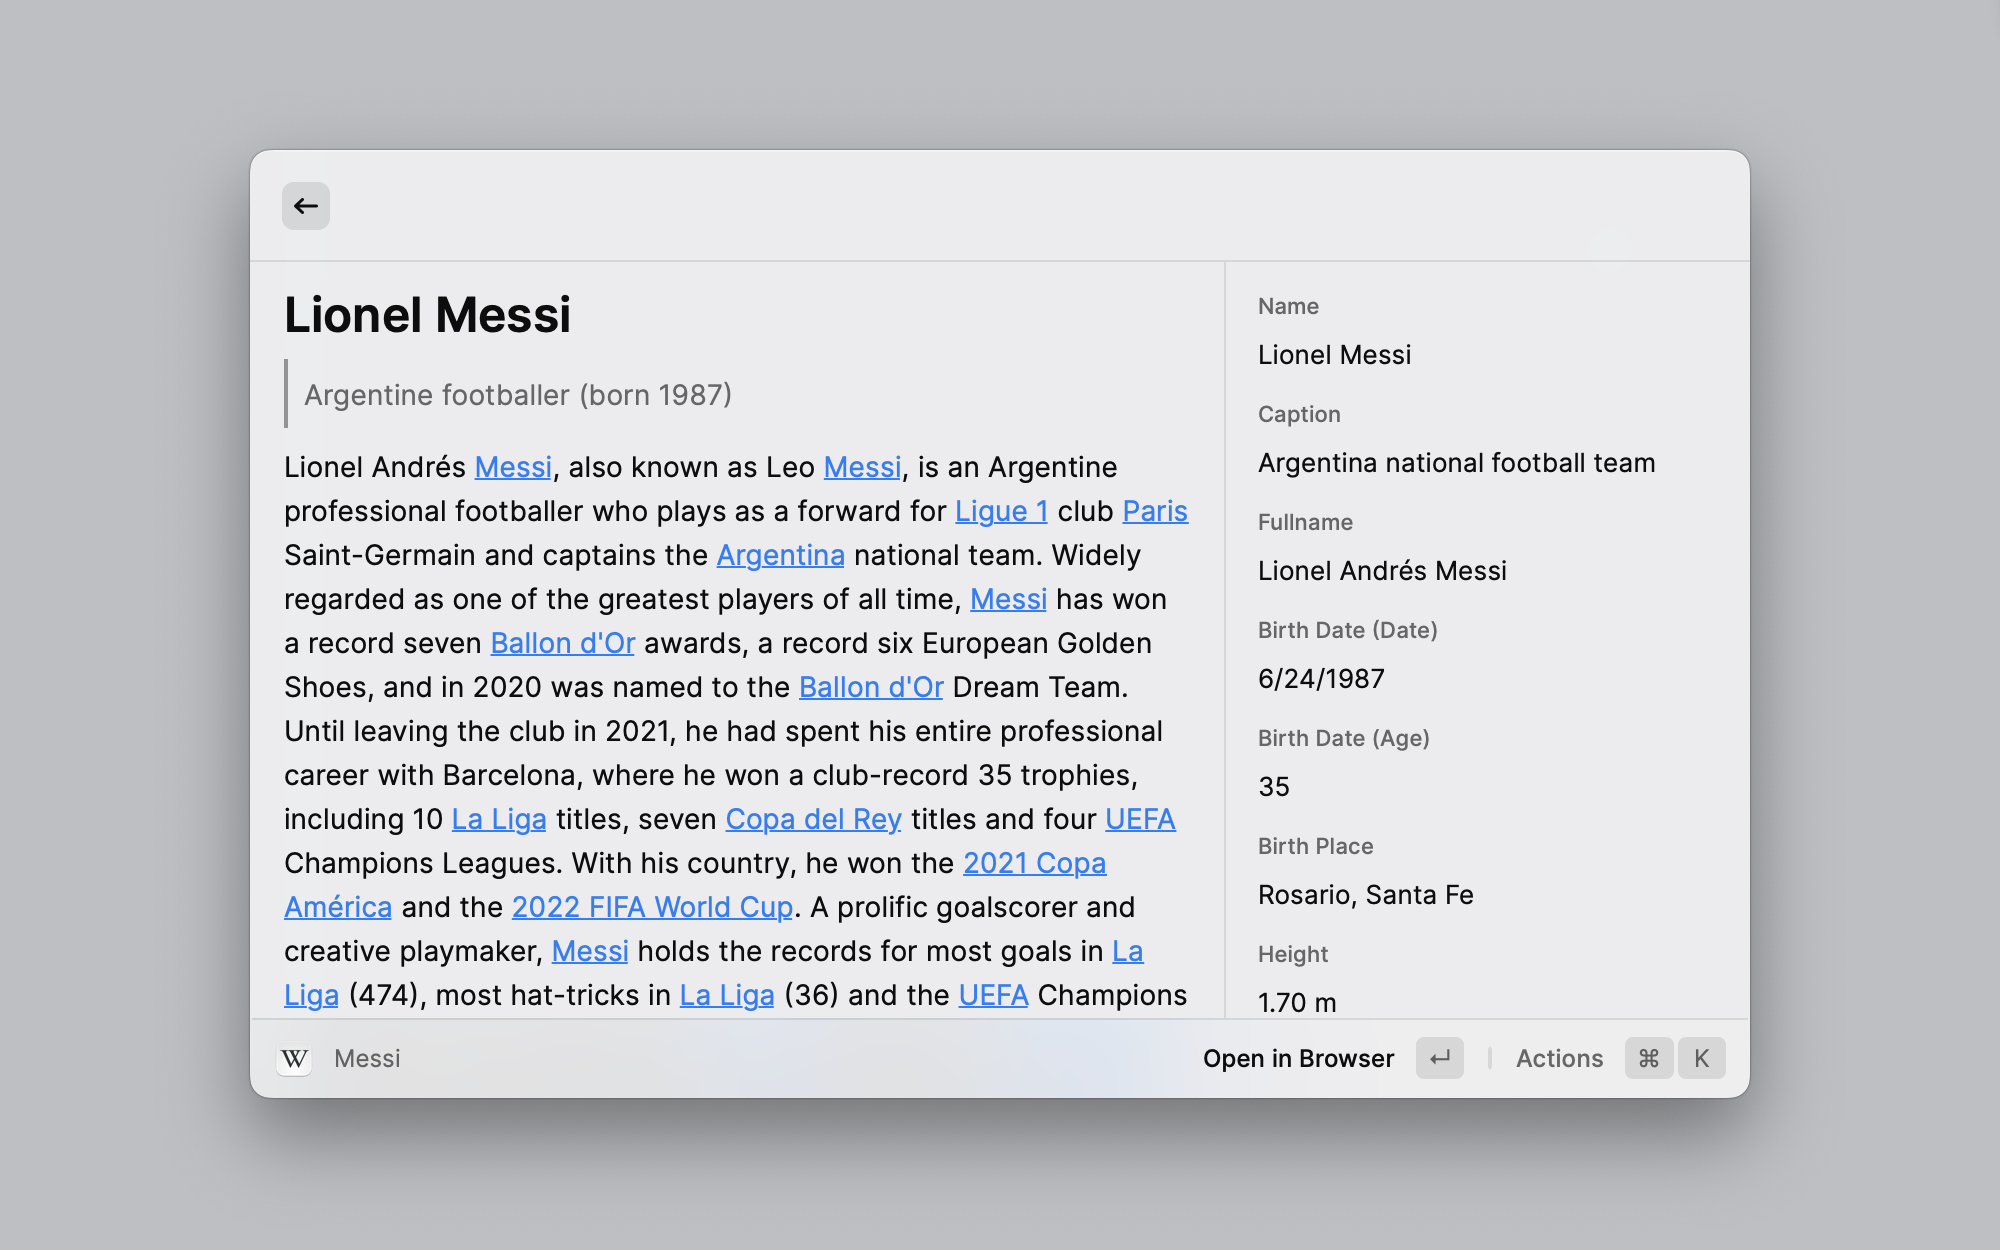 Lionel Messi
Argentine footballer (born 1987)
Lionel Andrés Messi, also known as Leo Messi, is an Argentine
professional footballer who plays as a forward for Ligue 1 club Paris
Saint-Germain and captains the Argentina national team. Widely
regarded as one of the greatest players of all time, Messi has won
a record seven Ballon d'Or awards, a record six European Golden
Shoes, and in 2020 was named to the Ballon d'Or Dream Team.
Until leaving the club in 2021, he had spent his entire professional
career with Barcelona, where he won a club-record 35 trophies,
including 10 La Liga titles, seven Copa del Rey titles and four UEFA
Champions Leagues. With his country, he won the 2021 Copa
América and the 2022 FIFA World Cup. A prolific goalscorer and
creative playmaker, Messi holds the records for most goals in La
Liga (474), most hat-tricks in La Liga (36) and the UEFA Champions
Name
Lionel Messi
Caption
Argentina national football team
Fullname
Lionel Andrés Messi
Birth Date (Date)
6/24/1987
Birth Date (Age)
35
Birth Place
Rosario, Santa Fe
Height
1.70 m
W Messi
Open in Browser ↵ Actions ⌘ K